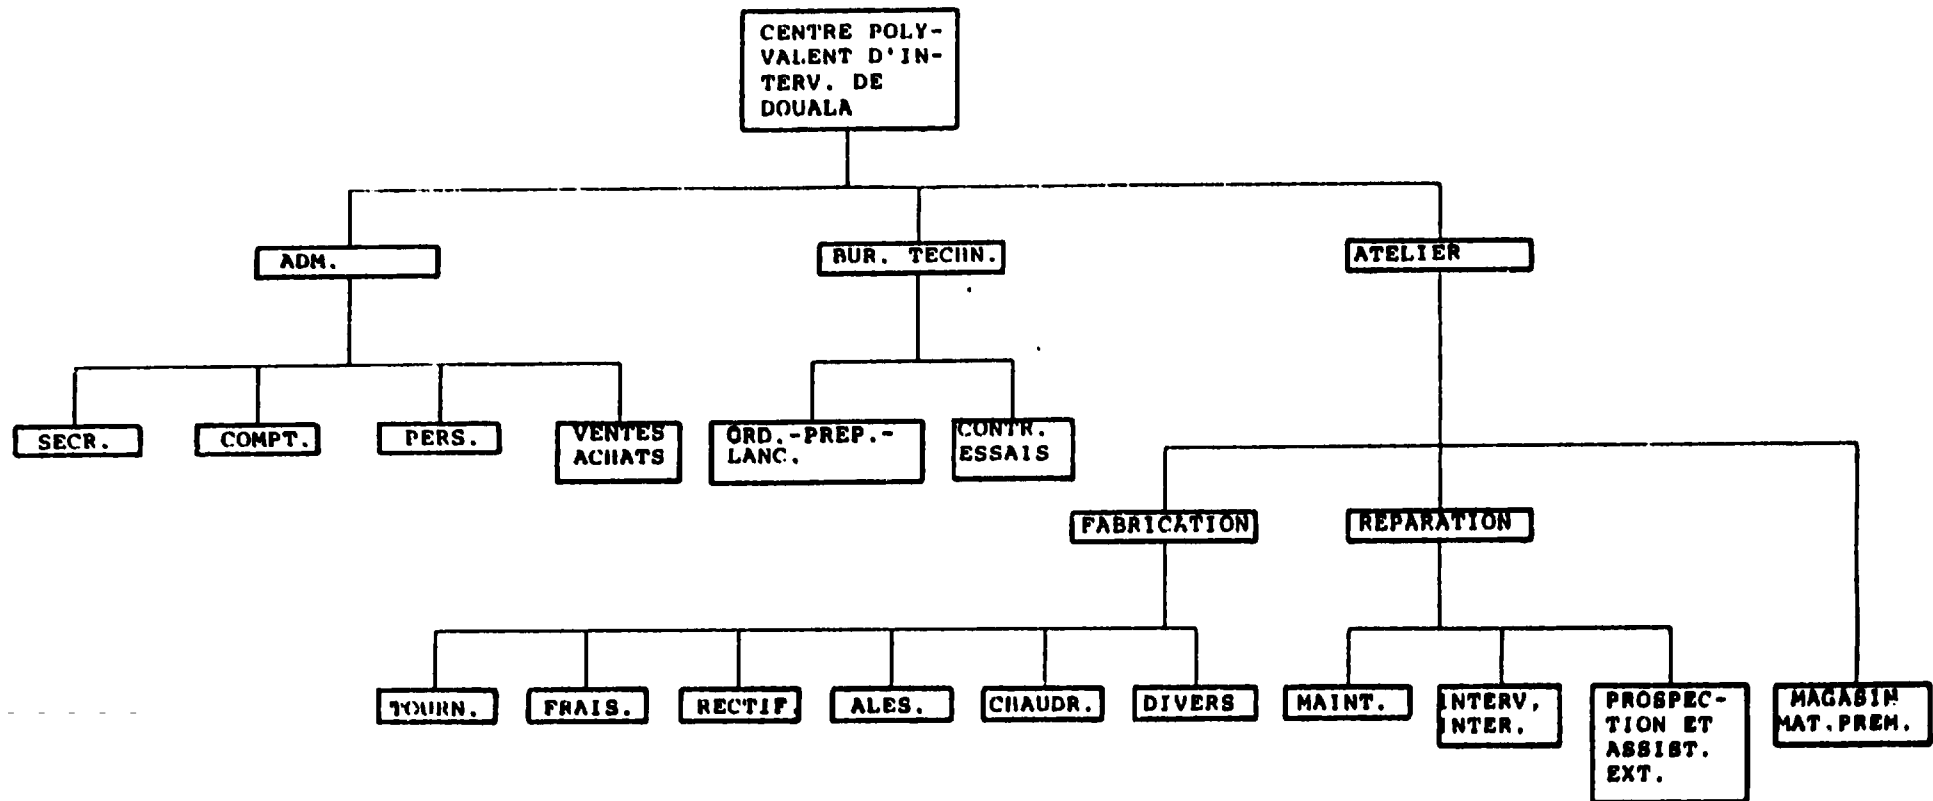 CENTRE POLY-
VALENT D'IN-
TERV. DE
DOUALA
ADM.
BUR. TECHN.
ATELIER
SECR.
COMPT.
PERS.
VENTES
ACHATS
ORD.-PREP.-
LANC.
CONTR.
ESSAIS
FABRICATION
REPARATION
TOURN.
FRAIS.
RECTIF.
ALES.
CHAUDR.
DIVERS
MAINT.
INTERV.
INTER.
PROSPEC-
TION ET
ASSIST.
EXT.
MAGASIN
MAT.PREM.